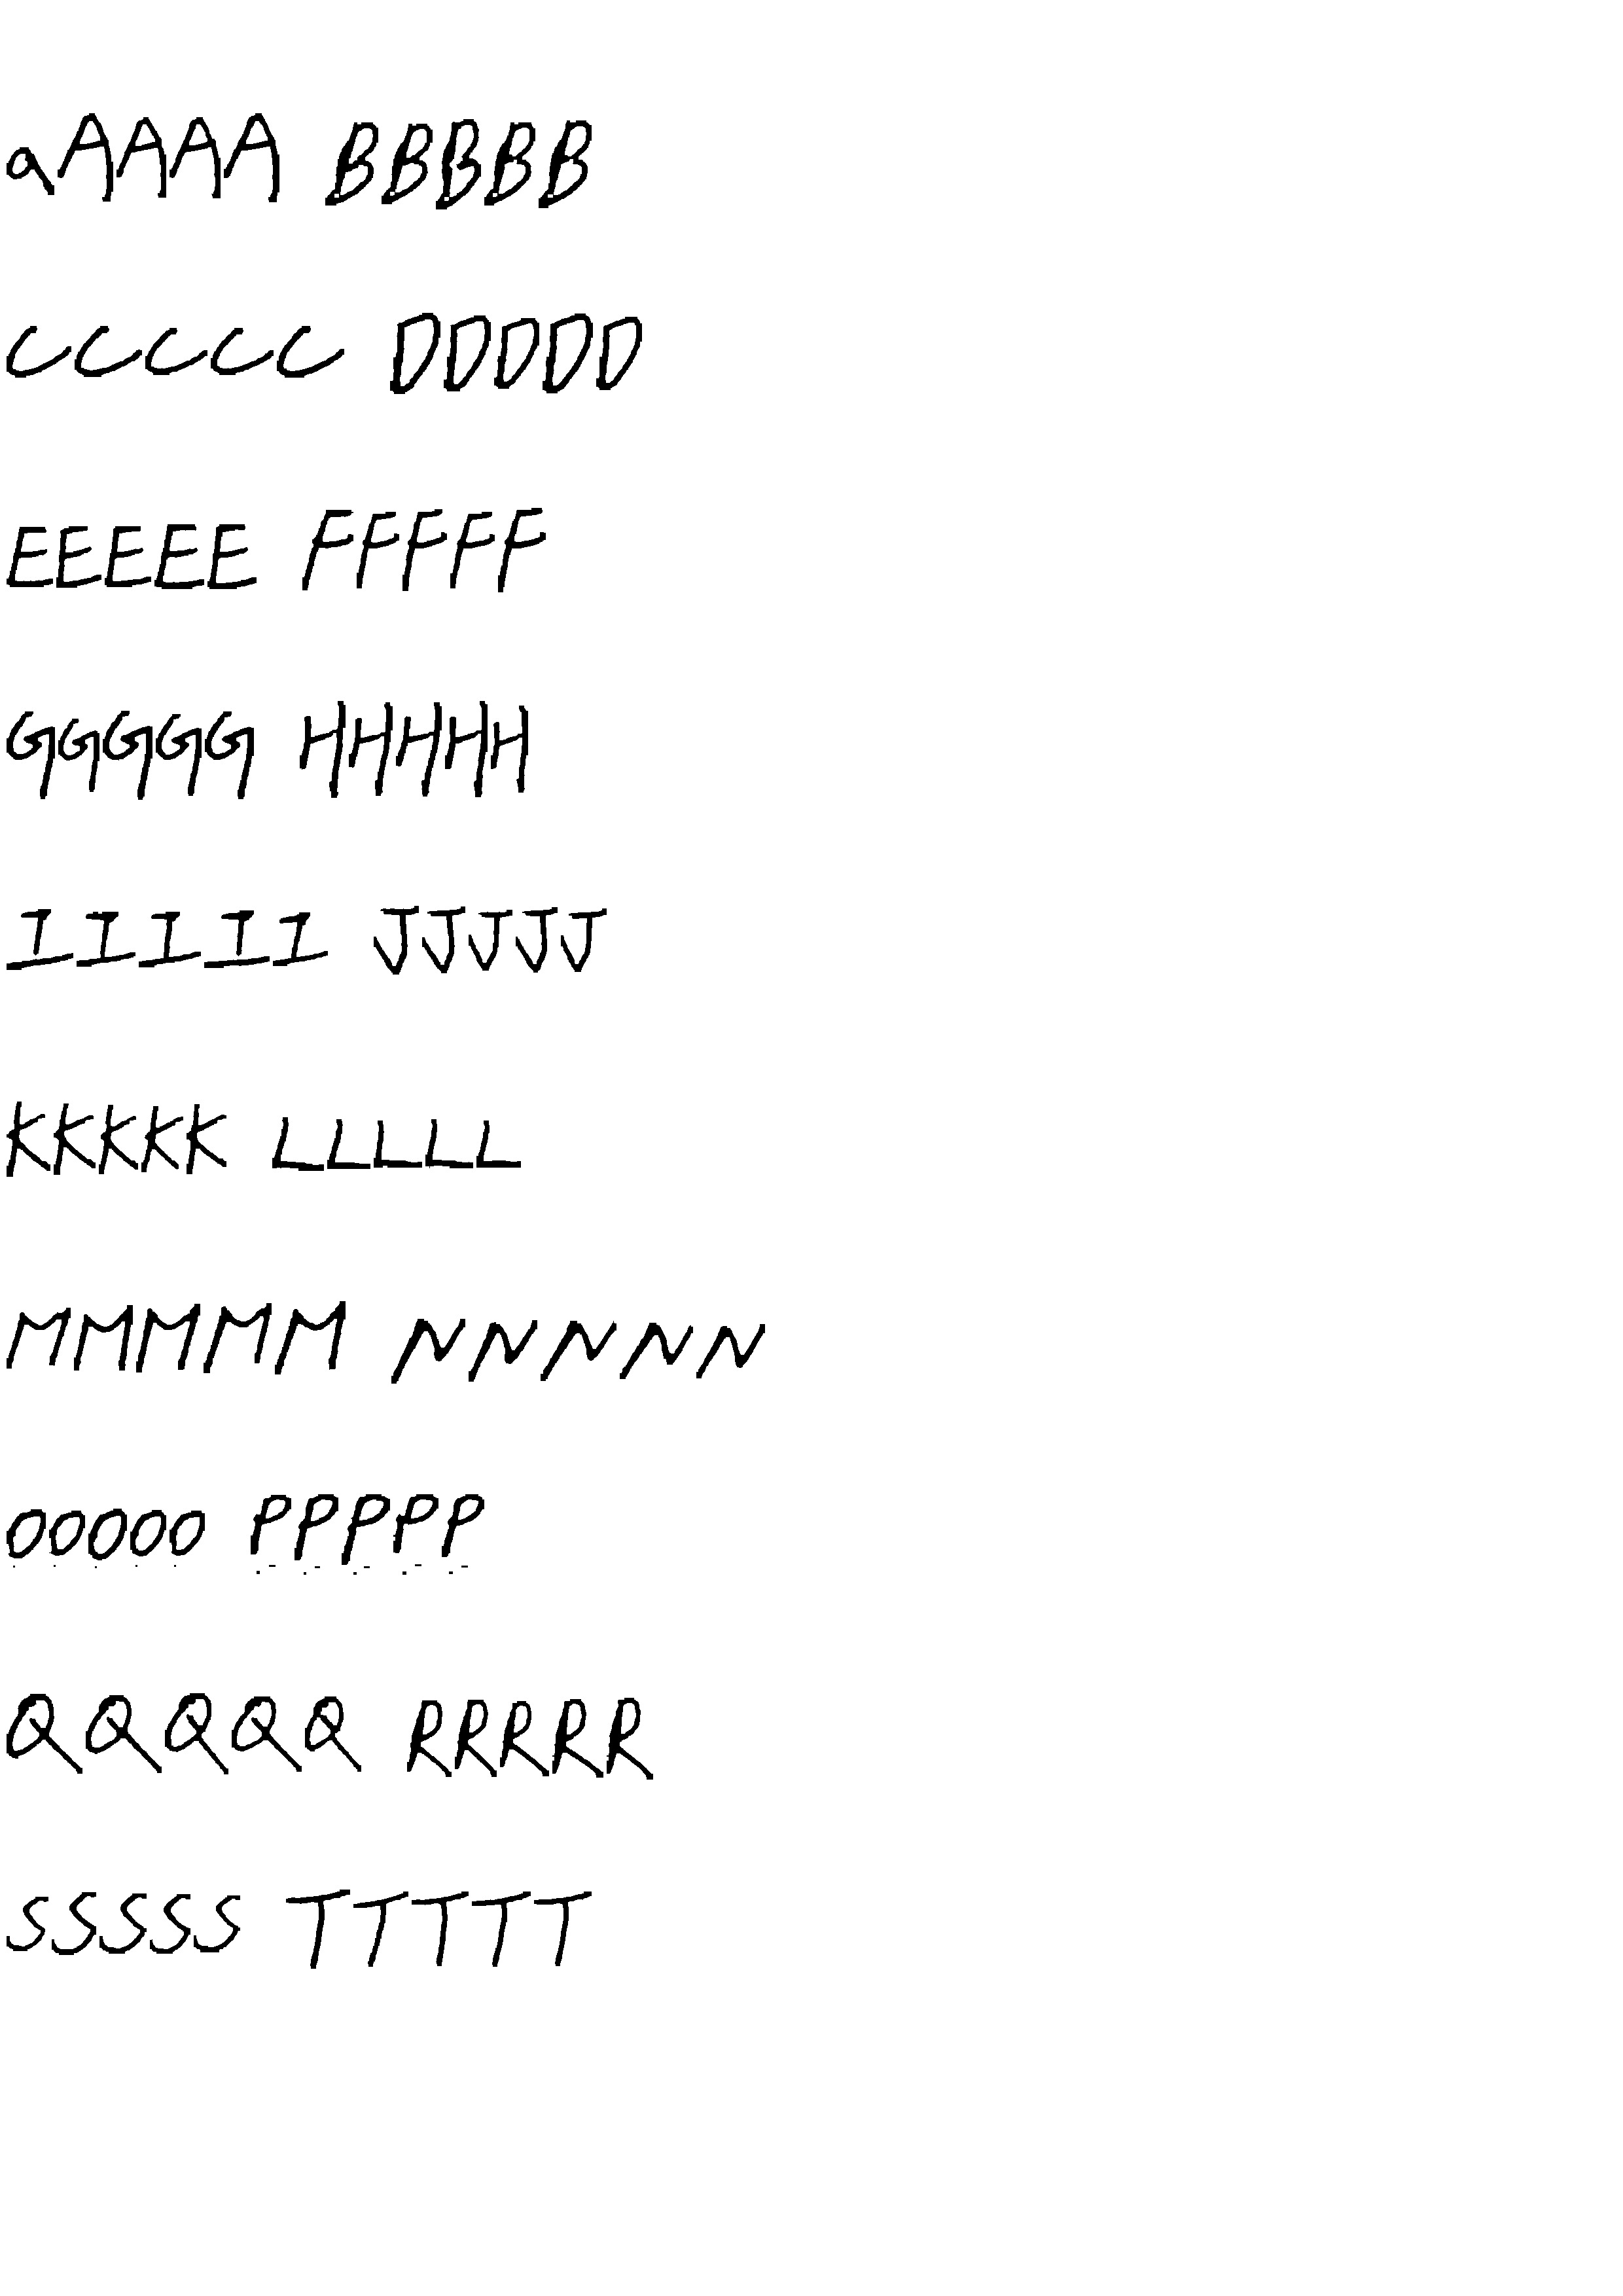 aAAAA BBBBB
CCCCC DDDDD
EEEEE FFFFF
GGGGG HHHHH
IIIII JJJJJ
KKKKK LLLLL
MMMMM NNNNN
OOOOO PPPPP
QQQQQ RRRRR
SSSSS TTTTT